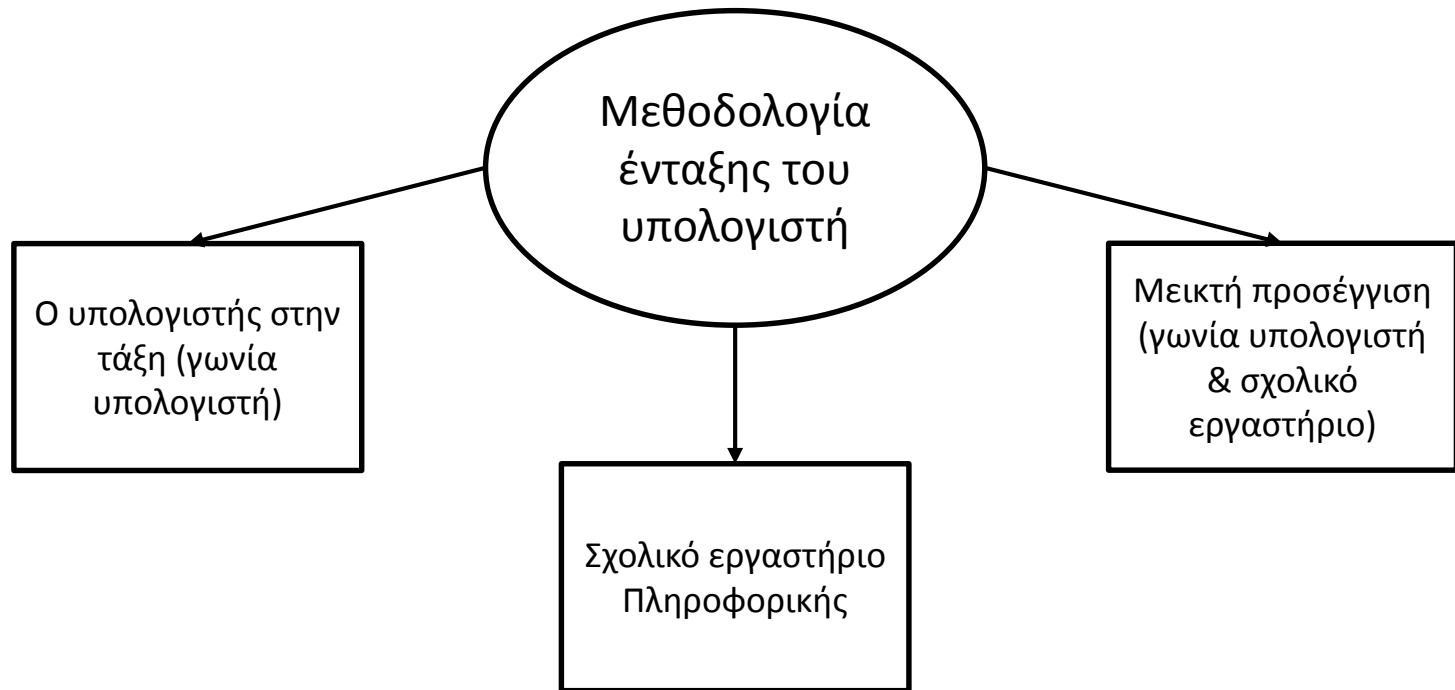 Μεθοδολογία
ένταξης του
υπολογιστή
Ο υπολογιστής στην
τάξη (γωνία
υπολογιστή)
Σχολικό εργαστήριο
Πληροφορικής
Μεικτή προσέγγιση
(γωνία υπολογιστή
& σχολικό
εργαστήριο)